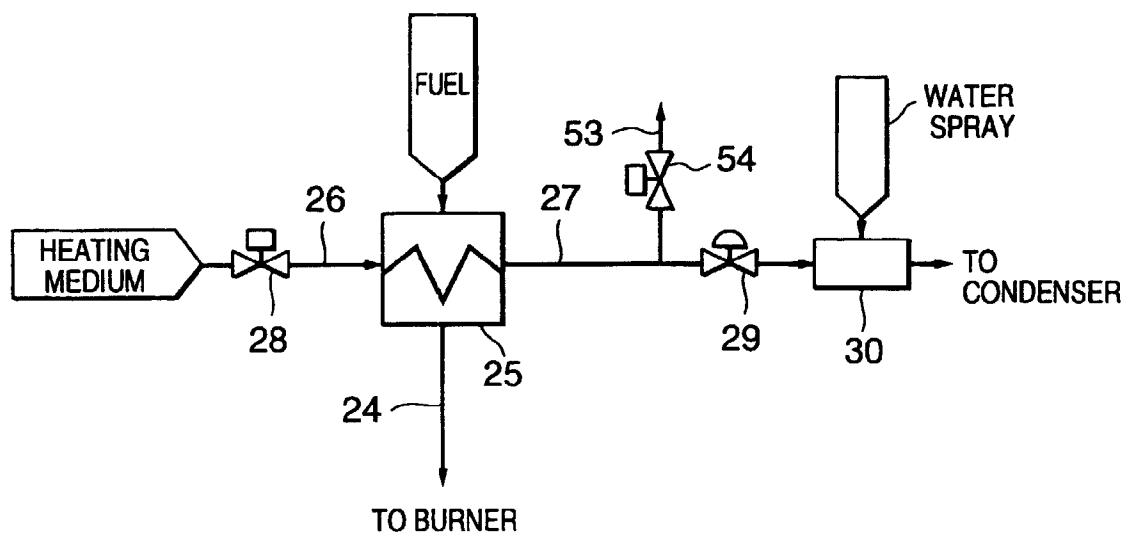 FUEL
WATER
SPRAY
53
54
26
27
HEATING
MEDIUM
TO
CONDENSER
28
25
29
30
24
TO BURNER